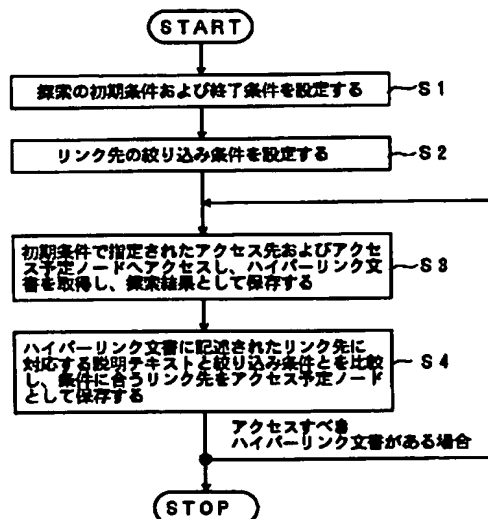 START
探索の初期条件および終了条件を設定する
S1
リンク先の絞り込み条件を設定する
S2
初期条件で指定されたアクセス先およびアクセ
ス予定ノードへアクセスし、ハイパーリンク文
書を取得し、探索結果として保存する
S3
ハイパーリンク文書に記述されたリンク先に
対応する説明テキストと絞り込み条件とを比較
し、条件に合うリンク先をアクセス予定ノード
として保存する
S4
アクセスすべき
ハイパーリンク文書がある場合
STOP